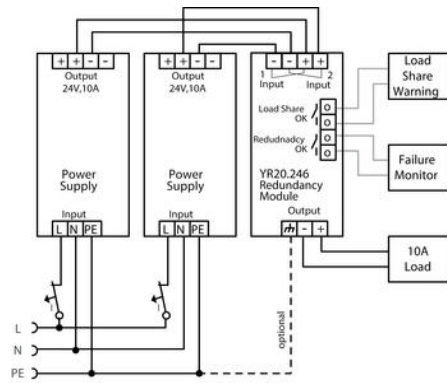 + + - -
Output
24V,10A
Power
Supply
Input
L N PE
+ + - -
Output
24V,10A
Power
Supply
Input
L N PE
- - + +
1 2
Input Input
Load Share
OK
Redudnadcy
OK
YR20.246
Redundancy
Module
Output
- +
Load
Share
Warning
Failure
Monitor
10A
Load
optional
L
N
PE